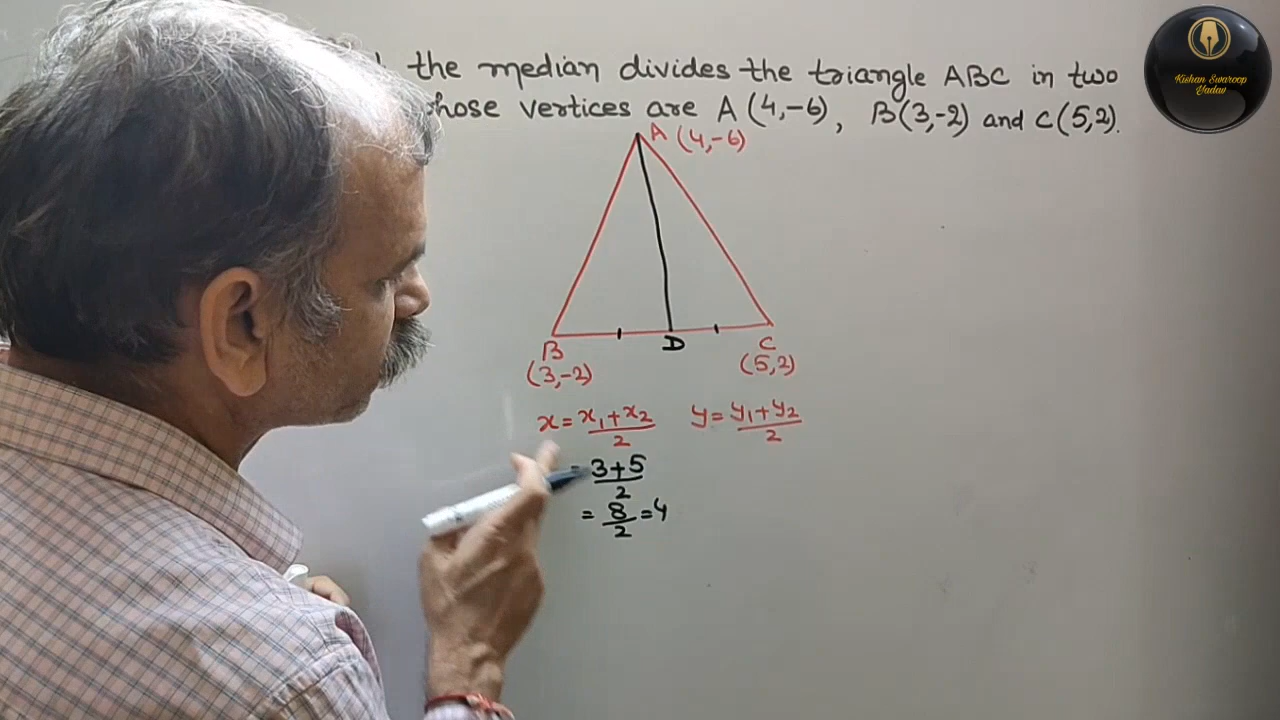 the median divides the triangle ABC in two
vertices are A (4,-6), B(3,-2) and C(5,2).
A (4,-6)
B
D
C
(3,-2)
(5,2)
x = x₁+x₂/2
y = y₁+y₂/2
= 3+5/2
= 8/2 = 4
Kishan Swaroop
Yadav